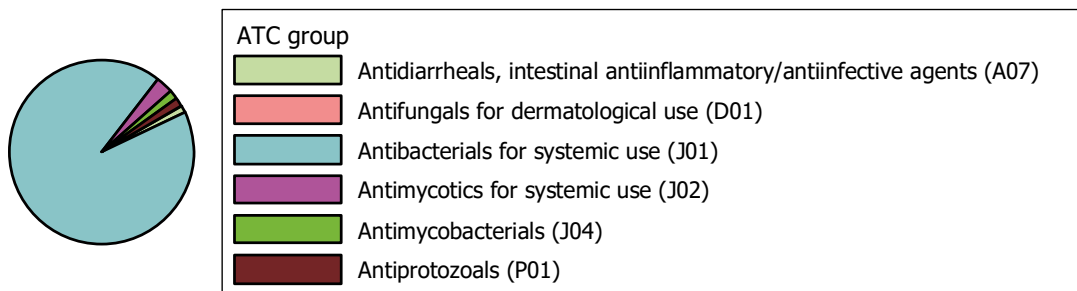 ATC group
Antidiarrheals, intestinal antiinflammatory/antiinfective agents (A07)
Antifungals for dermatological use (D01)
Antibacterials for systemic use (J01)
Antimycotics for systemic use (J02)
Antimycobacterials (J04)
Antiprotozoals (P01)